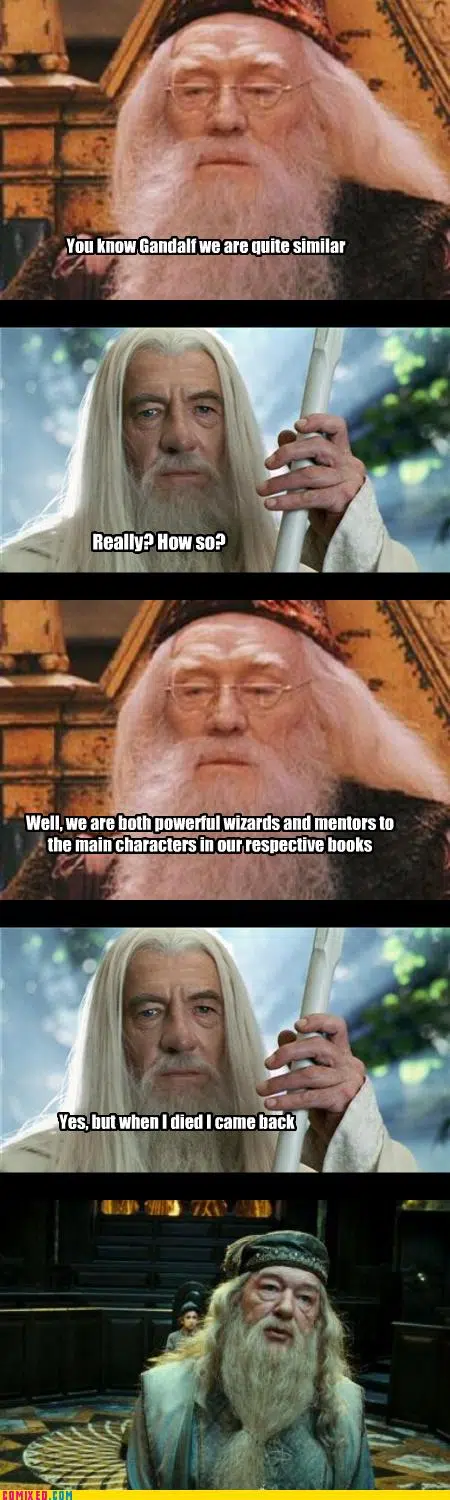 You know Gandalf we are quite similar
Really? How so?
Well, we are both powerful wizards and mentors to
the main characters in our respective books
Yes, but when I died I came back
COMIXED.COM